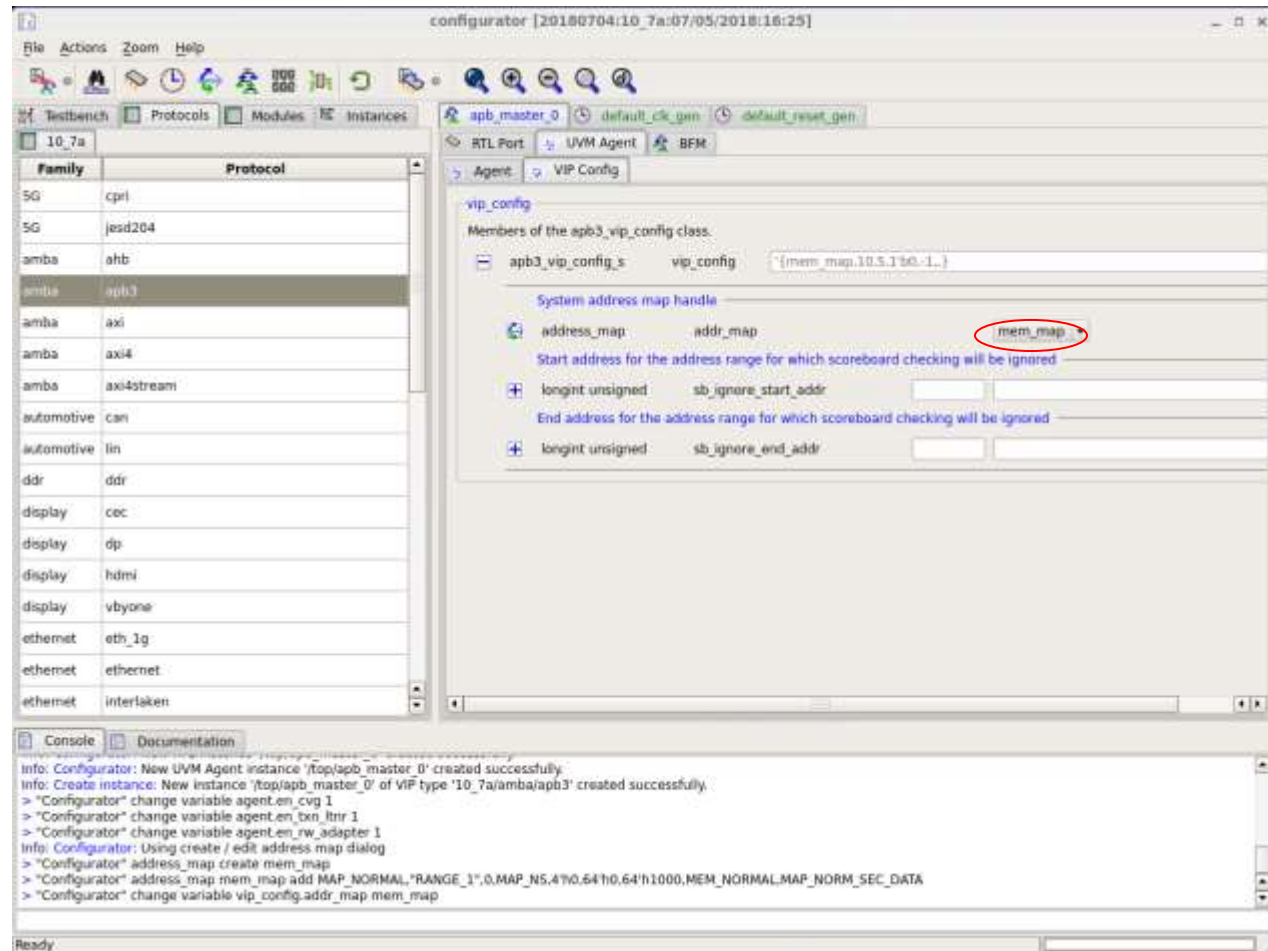 configurator [20180704:10_7a:07/05/2018:16:25]
File Actions Zoom Help
Testbench Protocols Modules Instances
10_7a
Family Protocol
5G cpri
5G jesd204
amba ahb
amba apb3
amba axi
amba axi4
amba axi4stream
automotive can
automotive lin
ddr ddr
display cec
display dp
display hdmi
display vbyone
ethernet eth_1g
ethernet ethernet
ethernet interlaken
apb_master_0 default_clk_gen default_reset_gen
RTL Port UVM Agent BFM
Agent VIP Config
vip_config
Members of the apb3_vip_config class.
apb3_vip_config_s vip_config '{mem_map,10.5.1'b0,-1..}
System address map handle
address_map addr_map mem_map
Start address for the address range for which scoreboard checking will be ignored
longint unsigned sb_ignore_start_addr
End address for the address range for which scoreboard checking will be ignored
longint unsigned sb_ignore_end_addr
Console Documentation
Info: Configurator: New UVM Agent instance '/top/apb_master_0' created successfully.
Info: Create instance: New instance '/top/apb_master_0' of VIP type '10_7a/amba/apb3' created successfully.
> "Configurator" change variable agent.en_cvg 1
> "Configurator" change variable agent.en_txn_ltnr 1
> "Configurator" change variable agent.en_rw_adapter 1
Info: Configurator: Using create / edit address map dialog
> "Configurator" address_map create mem_map
> "Configurator" address_map mem_map add MAP_NORMAL,"RANGE_1",0,MAP_NS,4'h0,64'h0,64'h1000,MEM_NORMAL,MAP_NORM_SEC_DATA
> "Configurator" change variable vip_config.addr_map mem_map
Ready